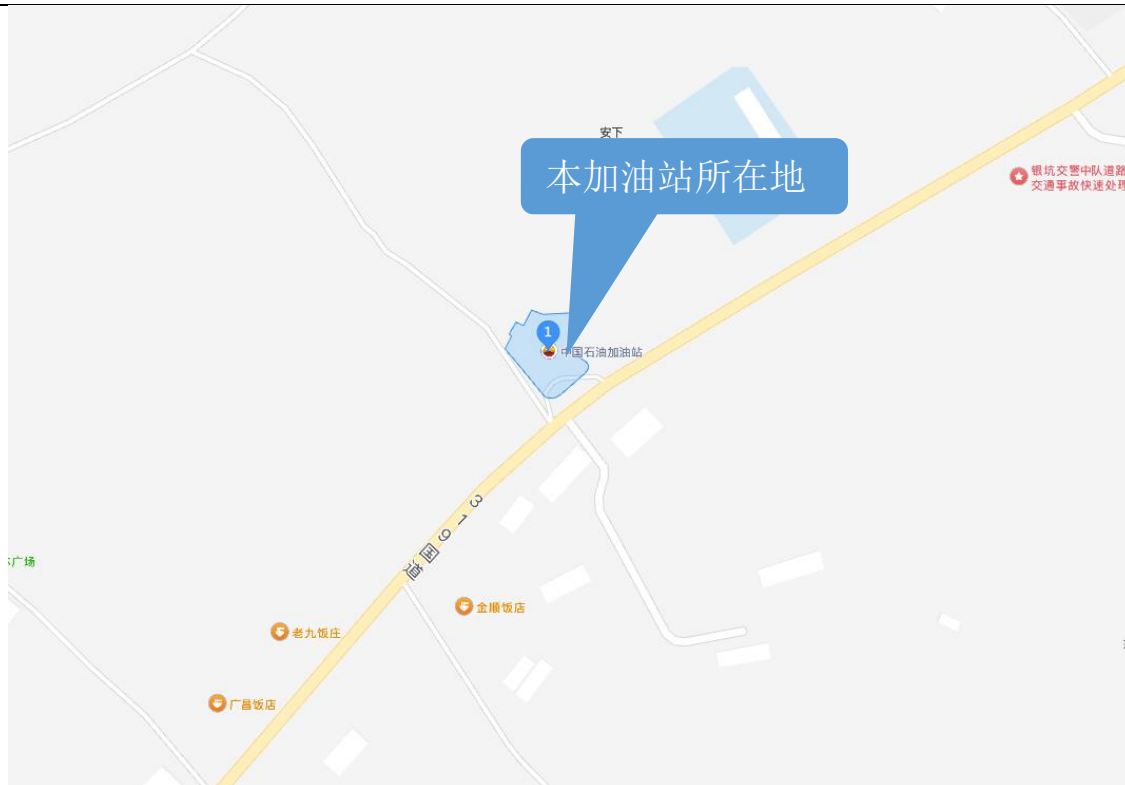 安下
本加油站所在地
银坑交警中队道路
交通事故快速处理
1
中国石油加油站
319国道
广场
金顺饭店
老九饭庄
广昌饭店